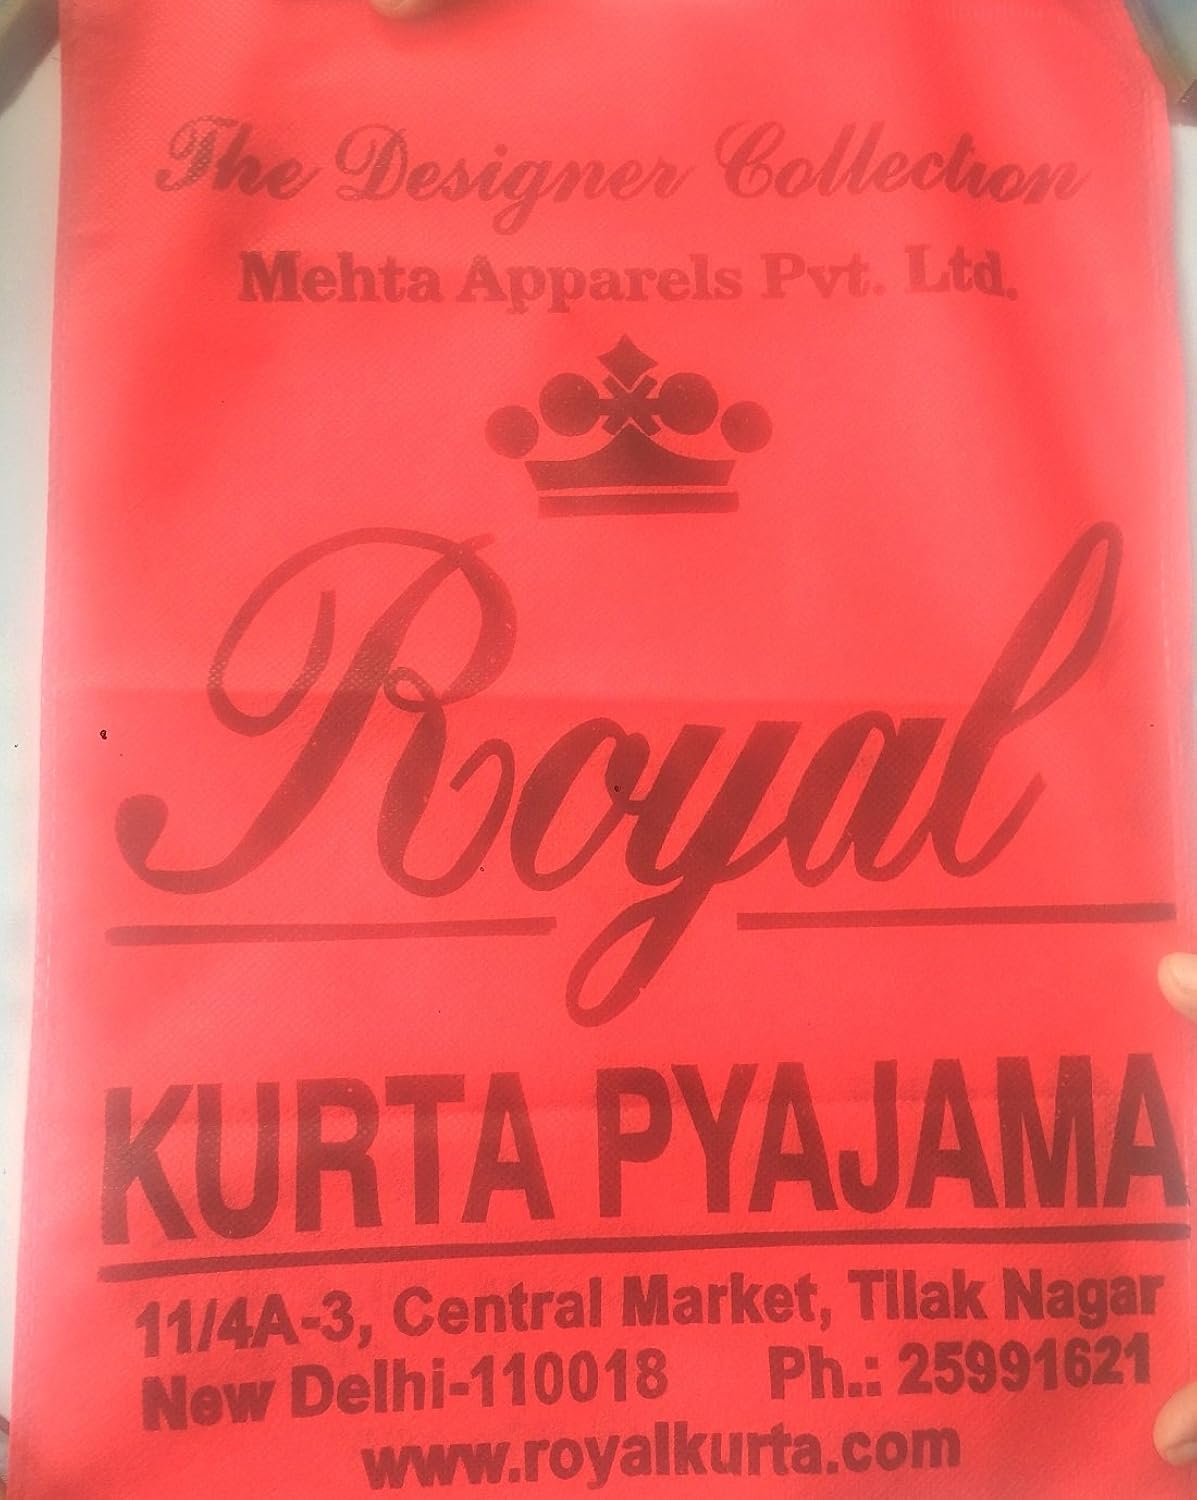 The Designer Collection
Mehta Apparels Pvt. Ltd.
Royal
KURTA PYAJAMA
11/4A-3, Central Market, Tilak Nagar
New Delhi-110018 Ph.: 25991621
www.royalkurta.com